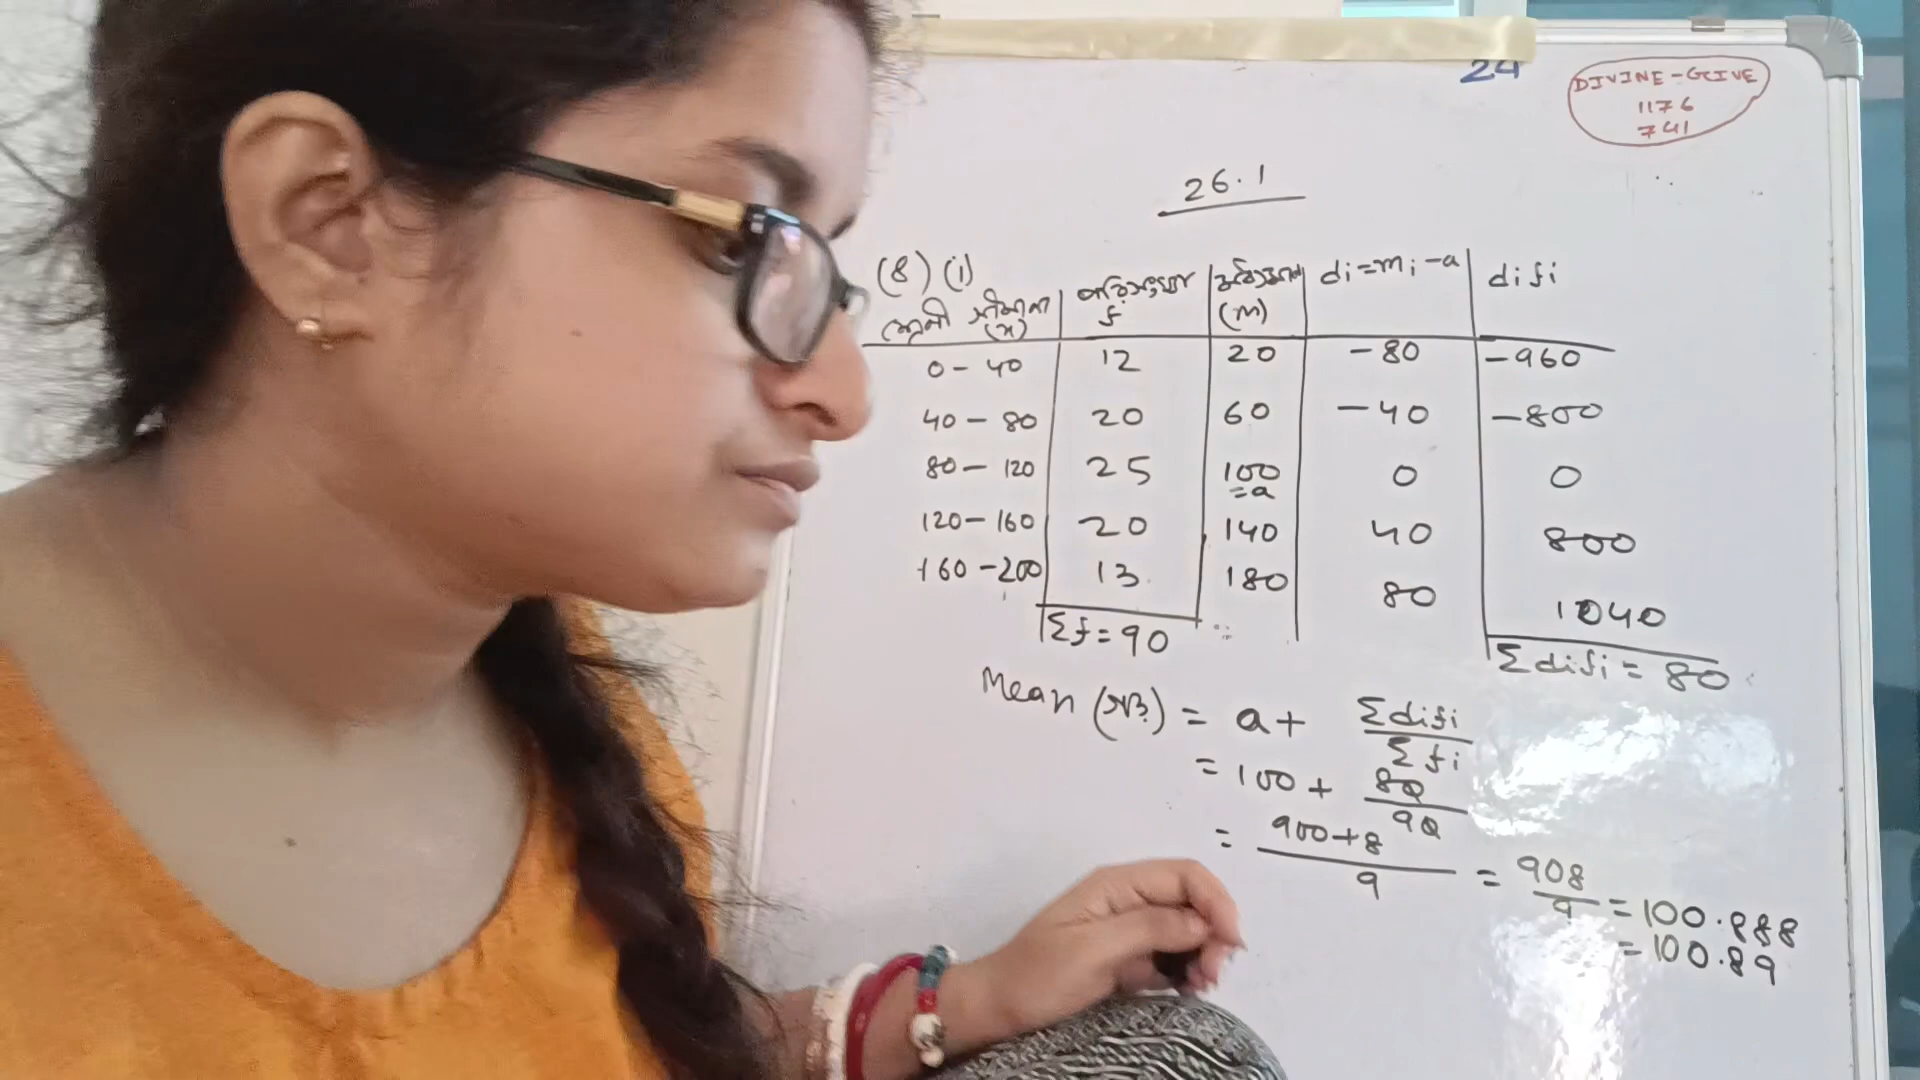 24
DIVINE-GCIVE
1176
741
26.1
(8) (i)
শ্রেণী সীমানা (x) পরিসংখ্যা f মধ্যমান (m) di=mi-a difi
0-40 12 20 -80 -960
40-80 20 60 -40 -800
80-120 25 100 =a 0 0
120-160 20 140 40 800
160-200 13 180 80 1040
Σf=90 Σdifi=80
Mean (গড়) = a+ Σdifi/Σfi
= 100+ 80/90
= 900+8/9 = 908/9 = 100.888
= 100.89